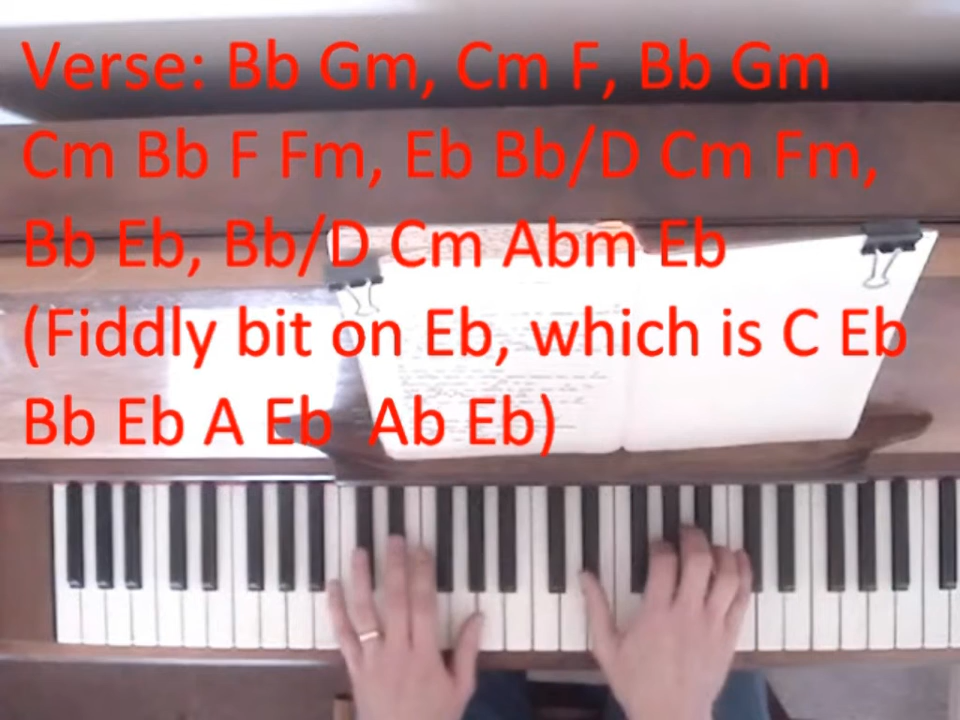 Verse: Bb Gm, Cm F, Bb Gm
Cm Bb F Fm, Eb Bb/D Cm Fm,
Bb Eb, Bb/D Cm Abm Eb
(Fiddly bit on Eb, which is C Eb
Bb Eb A Eb  Ab Eb)